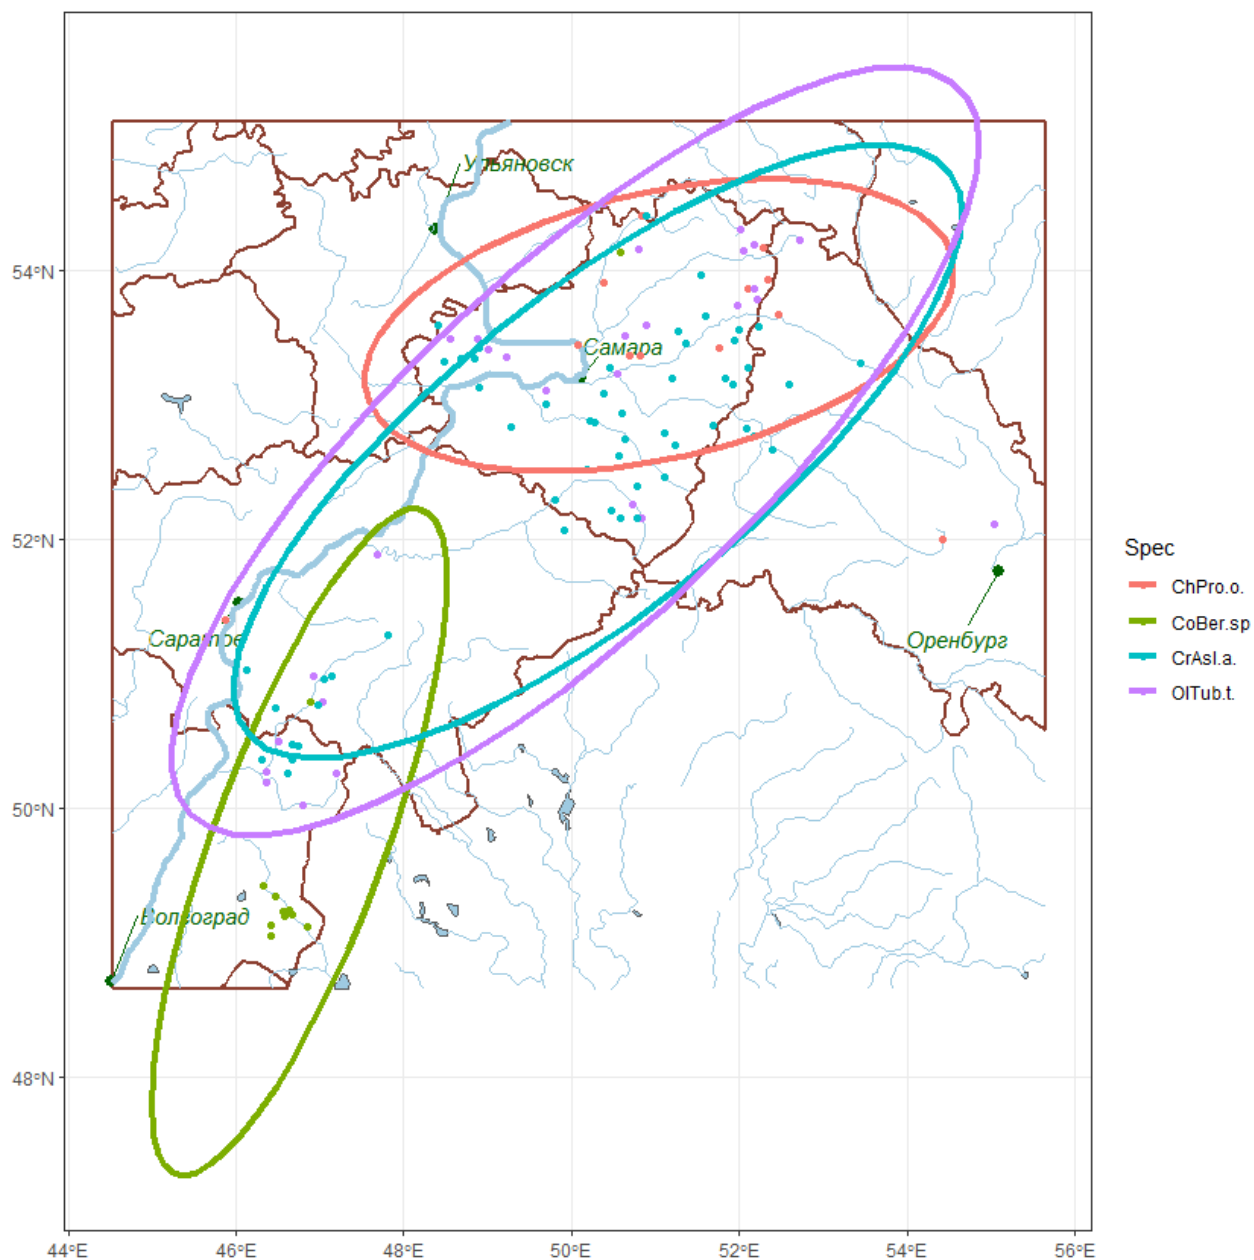 Ульяновск
54°N
Самара
52°N
Саратов
Оренбург
50°N
Волгоград
48°N
44°E
46°E
48°E
50°E
52°E
54°E
56°E
Spec
ChPro.o.
CoBer.sp
CrAsl.a.
OlTub.t.